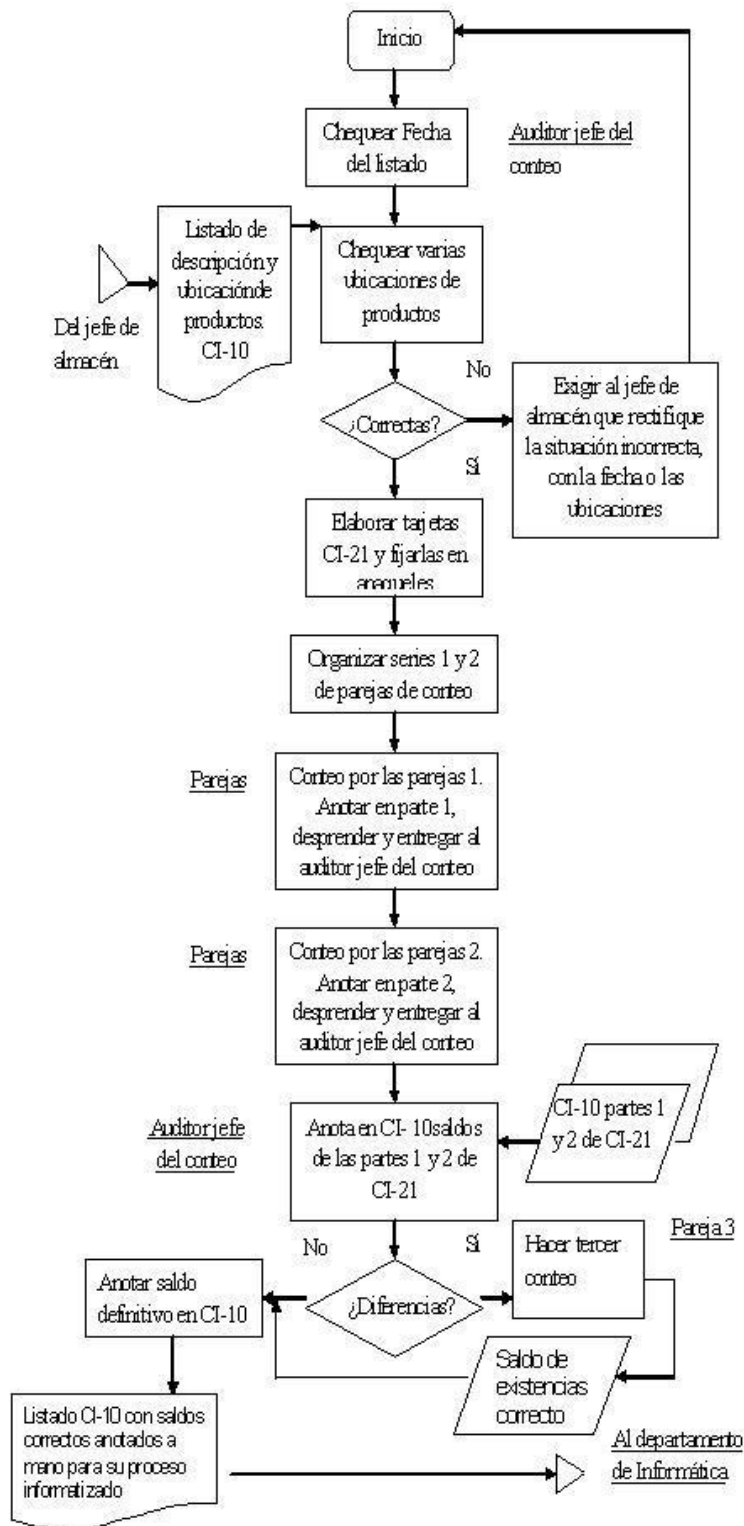 Inicio
Chequear Fecha
del listado
Auditor jefe del
conteo
Listado de
descripción y
ubicaciónde
productos.
CI-10
Chequear varias
ubicaciones de
productos
Del jefe de
almacén
No
¿Correctas?
Exigir al jefe de
almacén que rectifique
la situación incorrecta,
con la fecha o las
ubicaciones
Sí
Elaborar tarjetas
CI-21 y fijarlas en
anaqueles
Organizar series 1 y 2
de parejas de conteo
Parejas
Conteo por las parejas 1.
Anotar en parte 1,
desprender y entregar al
auditor jefe del conteo
Parejas
Conteo por las parejas 2.
Anotar en parte 2,
desprender y entregar al
auditor jefe del conteo
CI-10 partes 1
y 2 de CI-21
Auditor jefe
del conteo
Anota en CI- 10 saldos
de las partes 1 y 2 de
CI-21
Pareja 3
No
Sí
Hacer tercer
conteo
Anotar saldo
definitivo en CI-10
¿Diferencias?
Saldo de
existencias
correcto
Listado CI-10 con saldos
correctos anotados a
mano para su proceso
informatizado
Al departamento
de Informática